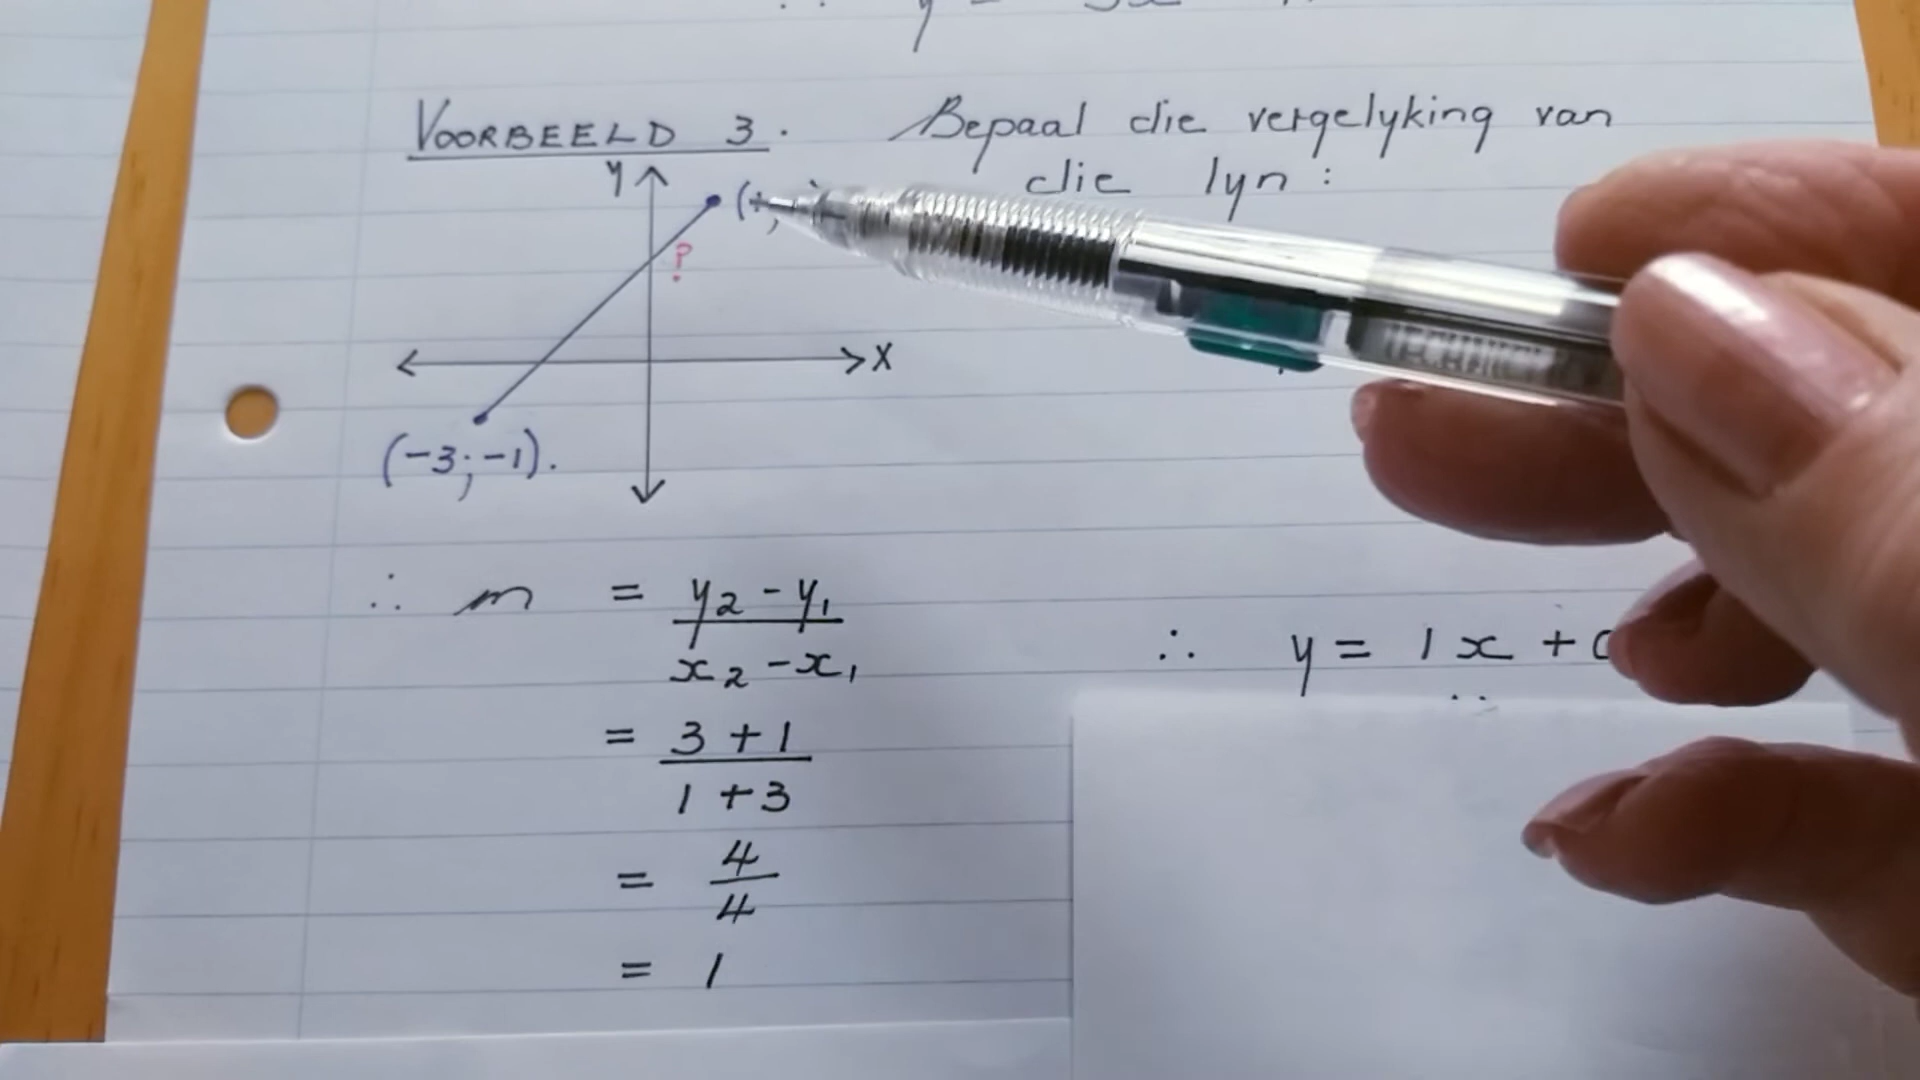 VOORBEELD 3. Bepaal die vergelyking van
die lyn:
y
?
x
(-3;-1).
∴ m = y₂ - y₁
x₂ - x₁
= 3 + 1
1 + 3
= 4
4
= 1
∴ y = 1x +
TECHNICLICK